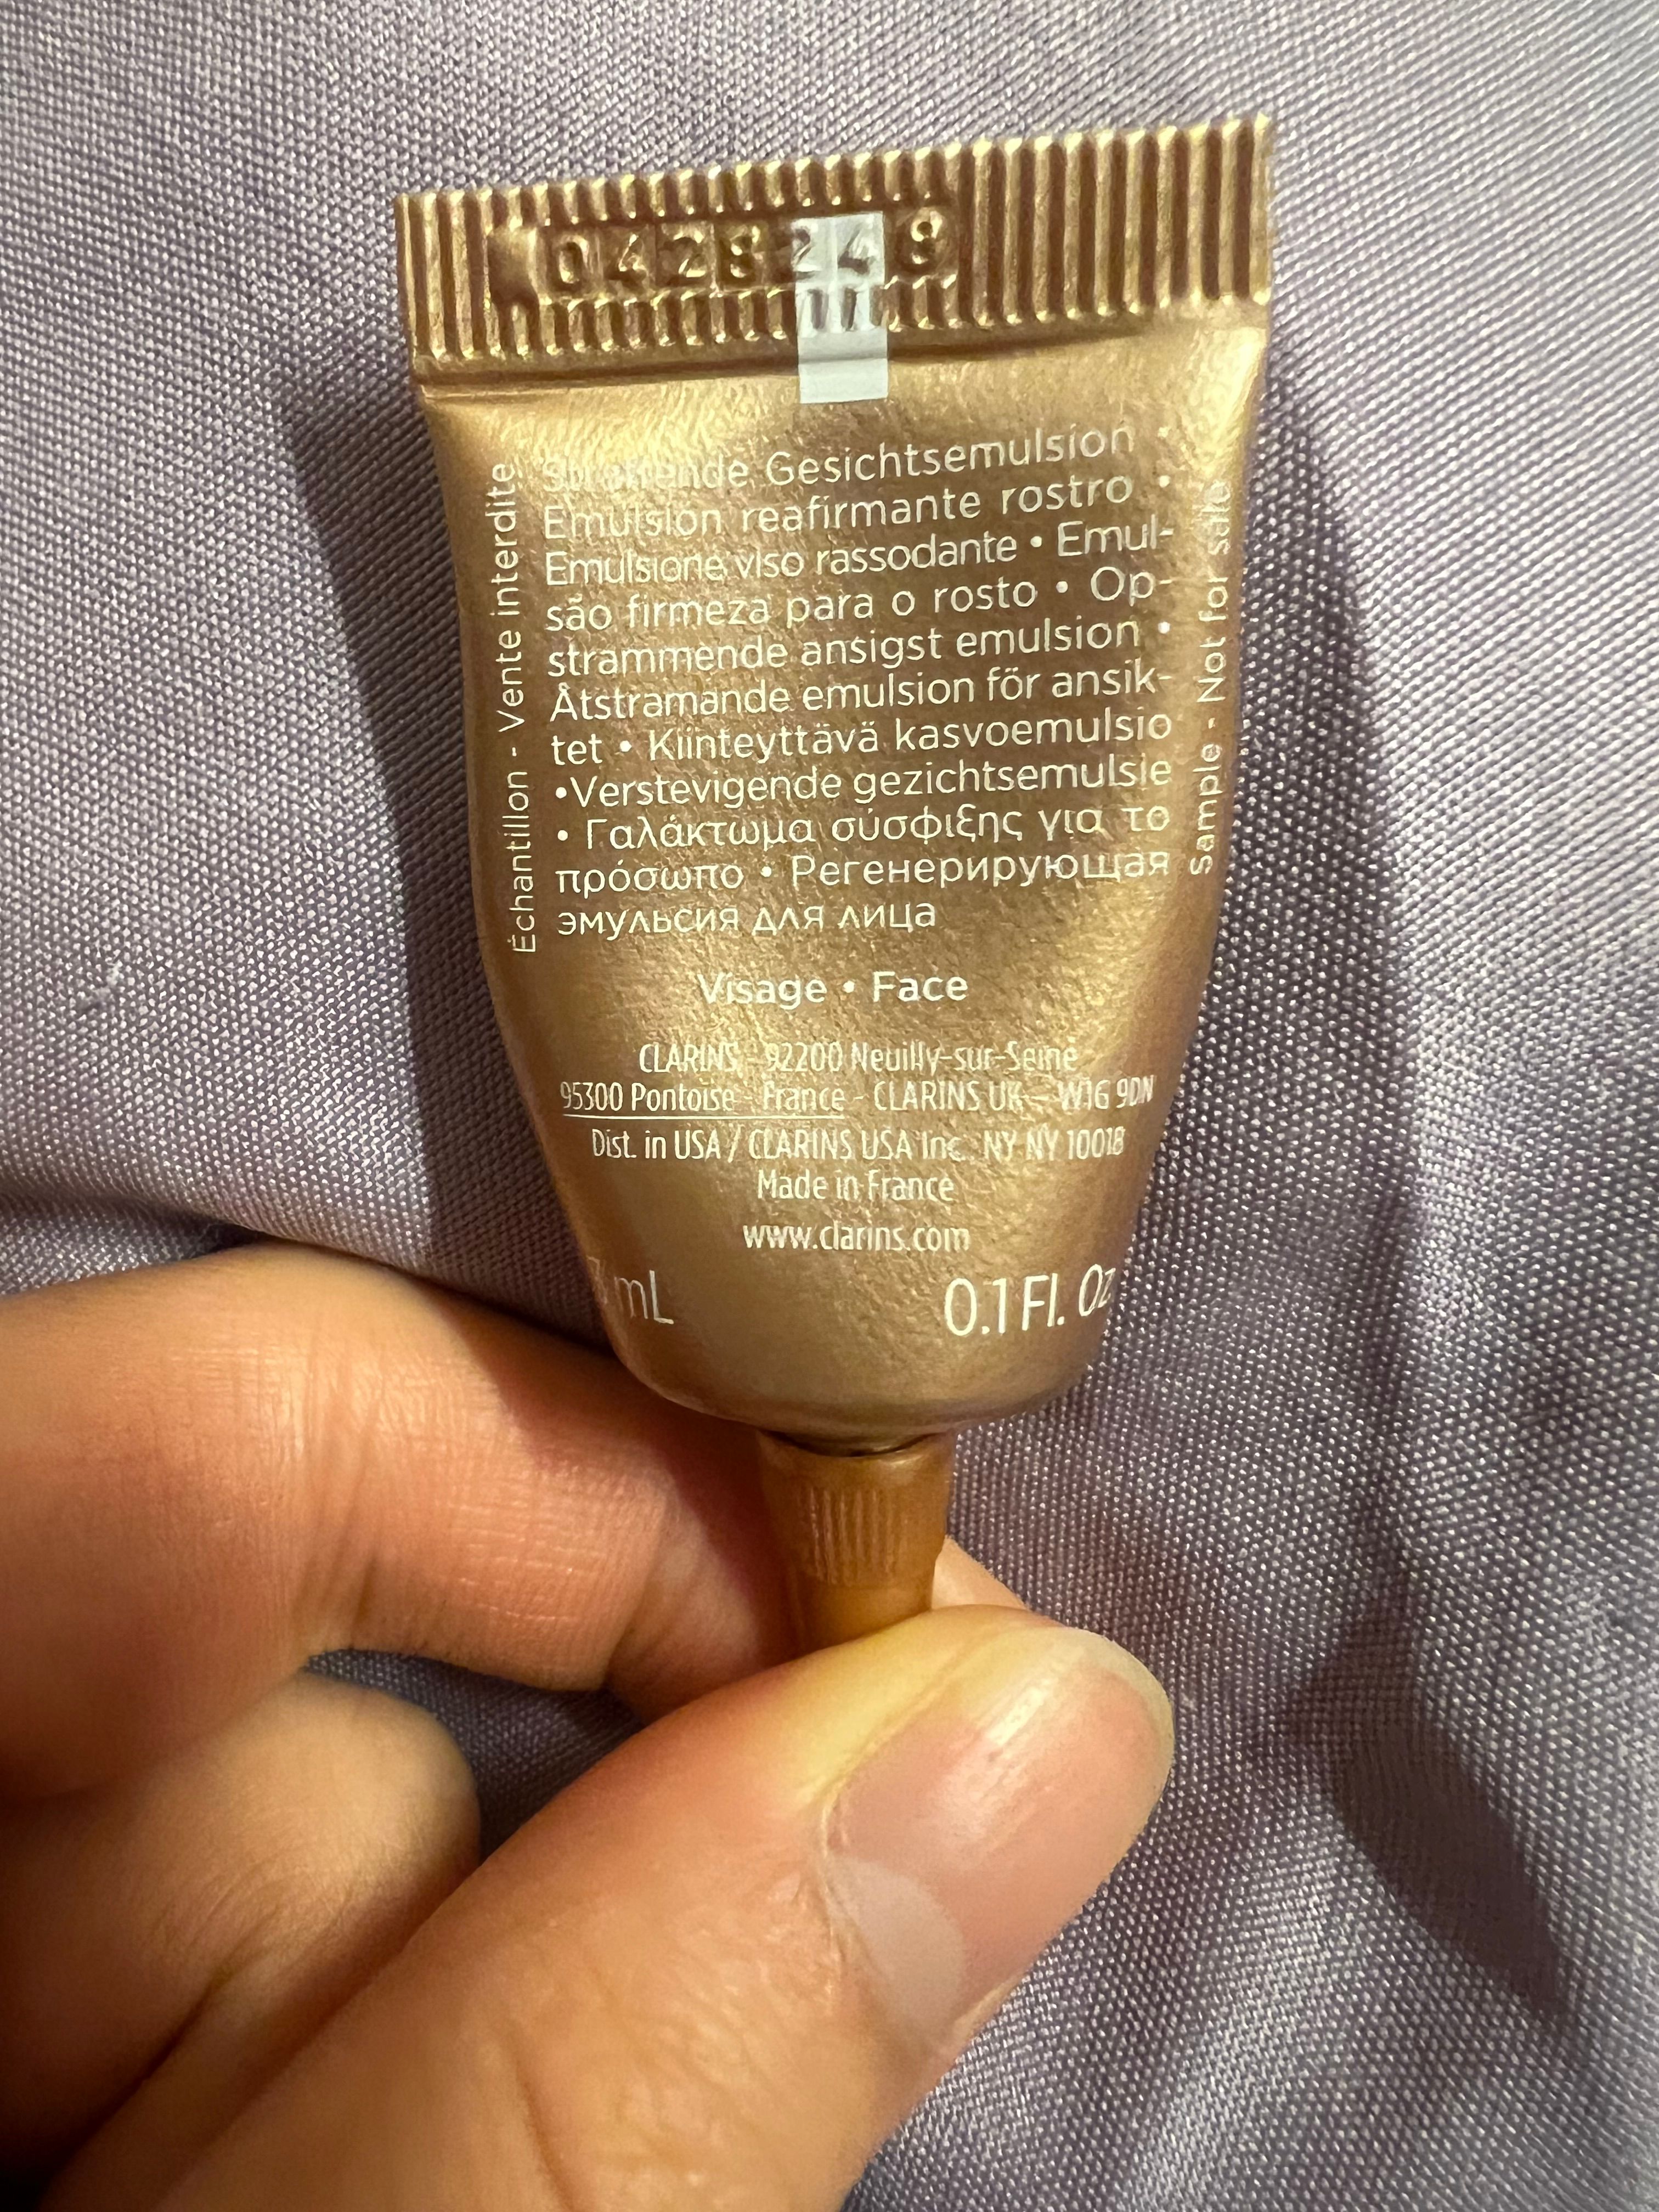 0428248
Straffende Gesichtsemulsion •
Emulsion reafirmante rostro •
Emulsione viso rassodante • Emul-
são firmeza para o rosto • Op-
strammende ansigst emulsion •
Åtstramande emulsion för ansik-
tet • Kiinteyttävä kasvoemulsio
•Verstevigende gezichtsemulsie
• Γαλάκτωμα σύσφιξης για το
πρόσωπο • Регенерирующая
эмульсия для лица
Échantillon - Vente interdite
Sample - Not for sale
Visage • Face
CLARINS - 92200 Neuilly-sur-Seine
95300 Pontoise - France - CLARINS UK - W1G 9DN
Dist. in USA / CLARINS USA Inc. NY NY 10018
Made in France
www.clarins.com
3 mL
0.1 Fl. Oz